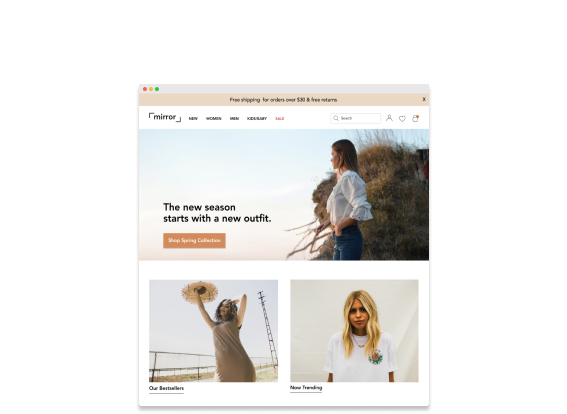 Free shipping for orders over $30 & free returns X
mirror NEW WOMEN MEN KIDS/BABY SALE Search
The new season
starts with a new outfit.
Shop Spring Collection
Our Bestsellers Now Trending